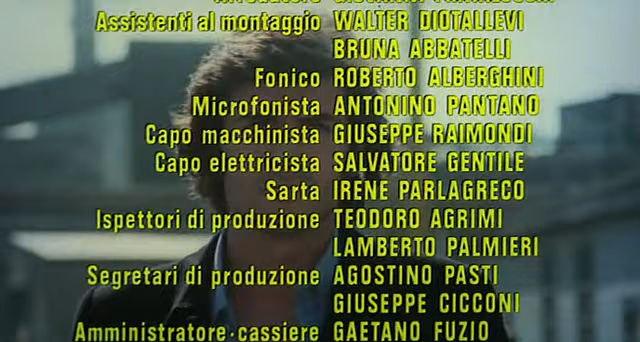 Assistenti al montaggio WALTER DIOTALLEVI
BRUNA ABBATELLI
Fonico ROBERTO ALBERGHINI
Microfonista ANTONINO PANTANO
Capo macchinista GIUSEPPE RAIMONDI
Capo elettricista SALVATORE GENTILE
Sarta IRENE PARLAGRECO
Ispettori di produzione TEODORO AGRIMI
LAMBERTO PALMIERI
Segretari di produzione AGOSTINO PASTI
GIUSEPPE CICCONI
Amministratore-cassiere GAETANO FUZIO